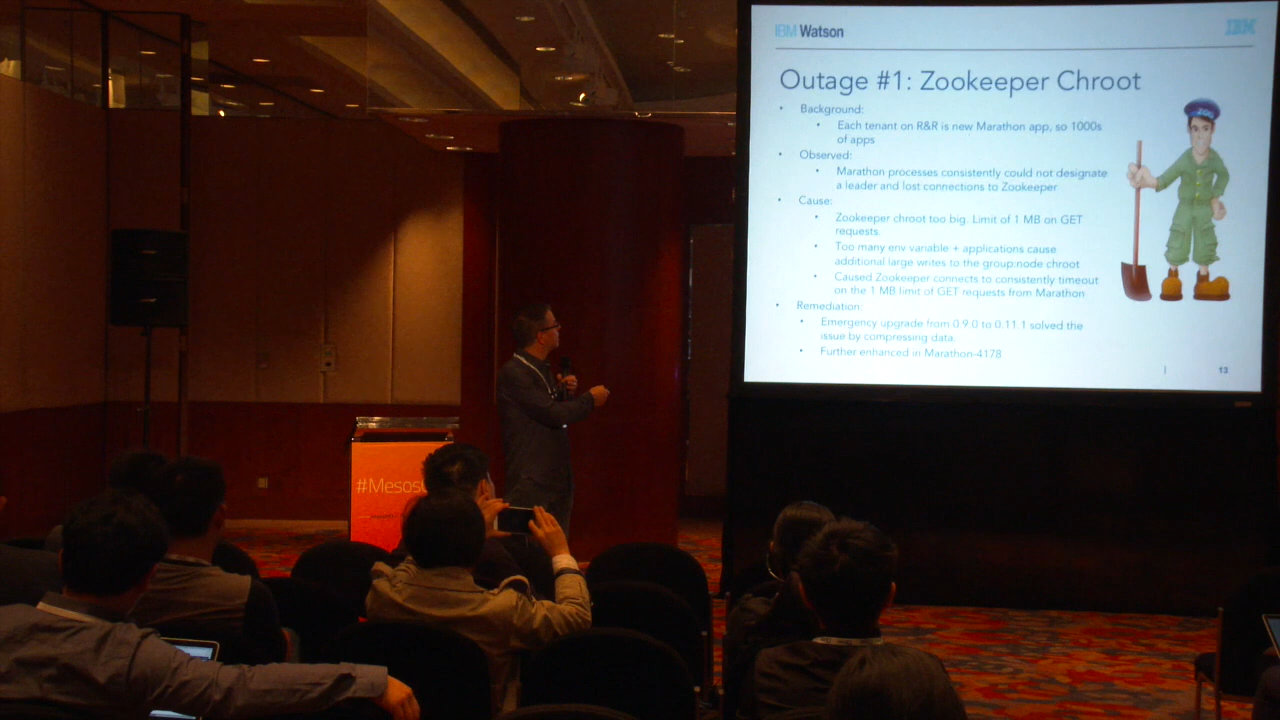 IBM Watson
IBM
Outage #1: Zookeeper Chroot
• Background:
• Each tenant on R&R is new Marathon app, so 1000s
of apps
• Observed:
• Marathon processes consistently could not designate
a leader and lost connections to Zookeeper
• Cause:
• Zookeeper chroot too big. Limit of 1 MB on GET
requests.
• Too many env variable + applications cause
additional large writes to the group:node chroot
• Caused Zookeeper connects to consistently timeout
on the 1 MB limit of GET requests from Marathon
• Remediation:
• Emergency upgrade from 0.9.0 to 0.11.1 solved the
issue by compressing data.
• Further enhanced in Marathon-4178
| 13
#Mesos